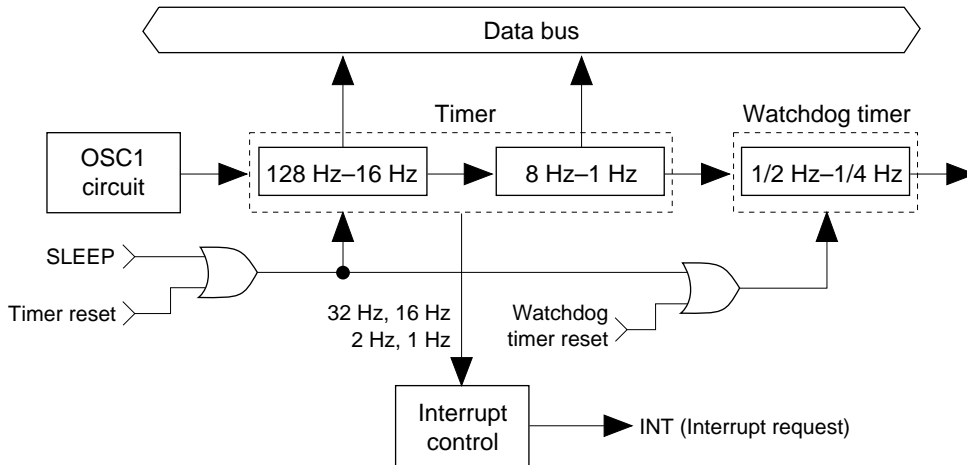 Data bus
Timer
Watchdog timer
OSC1
circuit
128 Hz–16 Hz
8 Hz–1 Hz
1/2 Hz–1/4 Hz
SLEEP
Timer reset
32 Hz, 16 Hz
2 Hz, 1 Hz
Watchdog
timer reset
Interrupt
control
INT (Interrupt request)